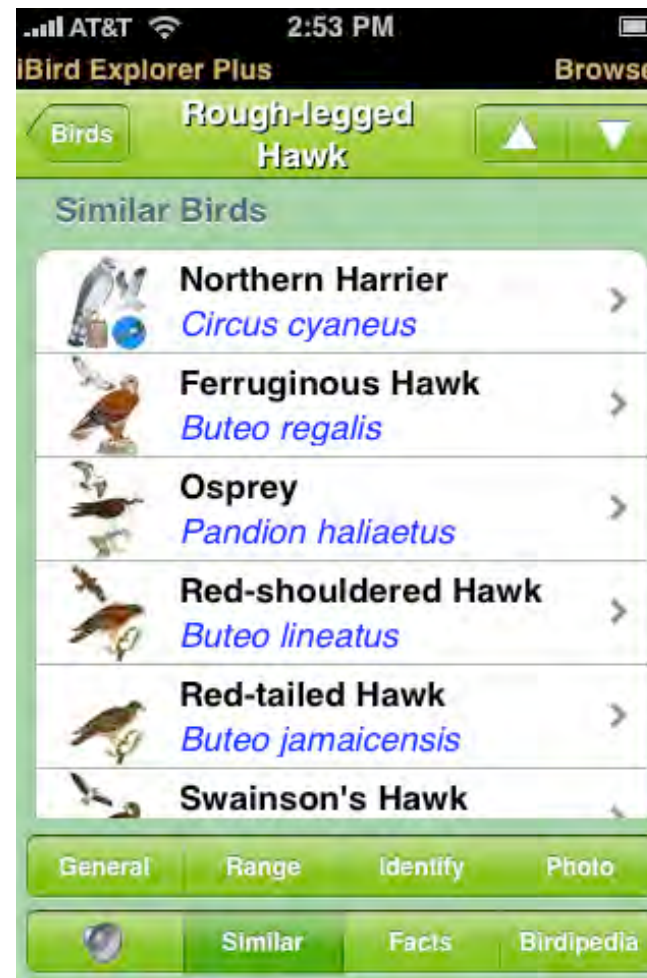 AT&T 2:53 PM
iBird Explorer Plus Browse
Birds
Rough-legged
Hawk
Similar Birds
Northern Harrier
Circus cyaneus
Ferruginous Hawk
Buteo regalis
Osprey
Pandion haliaetus
Red-shouldered Hawk
Buteo lineatus
Red-tailed Hawk
Buteo jamaicensis
Swainson's Hawk
General Range Identify Photo
Similar Facts Birdipedia